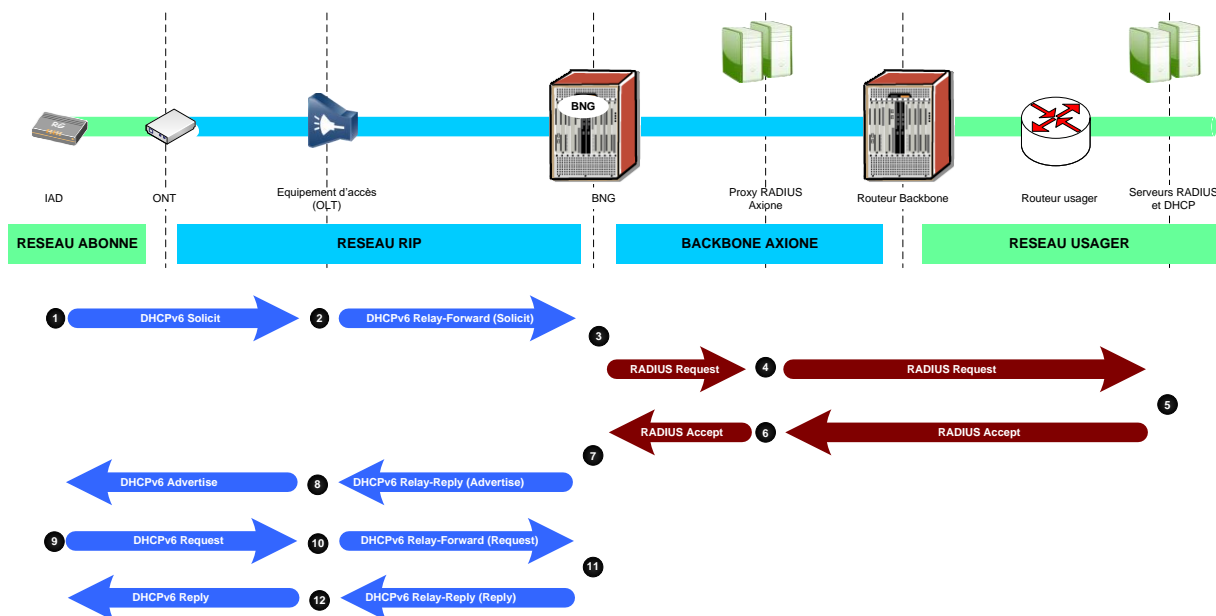 BNG
IAD
ONT
Equipement d'accès
(OLT)
BNG
Proxy RADIUS
Axione
Routeur Backbone
Routeur usager
Serveurs RADIUS
et DHCP
RESEAU ABONNE
RESEAU RIP
BACKBONE AXIONE
RESEAU USAGER
1
DHCPv6 Solicit
2
DHCPv6 Relay-Forward (Solicit)
3
RADIUS Request
4
RADIUS Request
5
RADIUS Accept
6
RADIUS Accept
7
DHCPv6 Advertise
8
DHCPv6 Relay-Reply (Advertise)
9
DHCPv6 Request
10
DHCPv6 Relay-Forward (Request)
11
DHCPv6 Reply
12
DHCPv6 Relay-Reply (Reply)